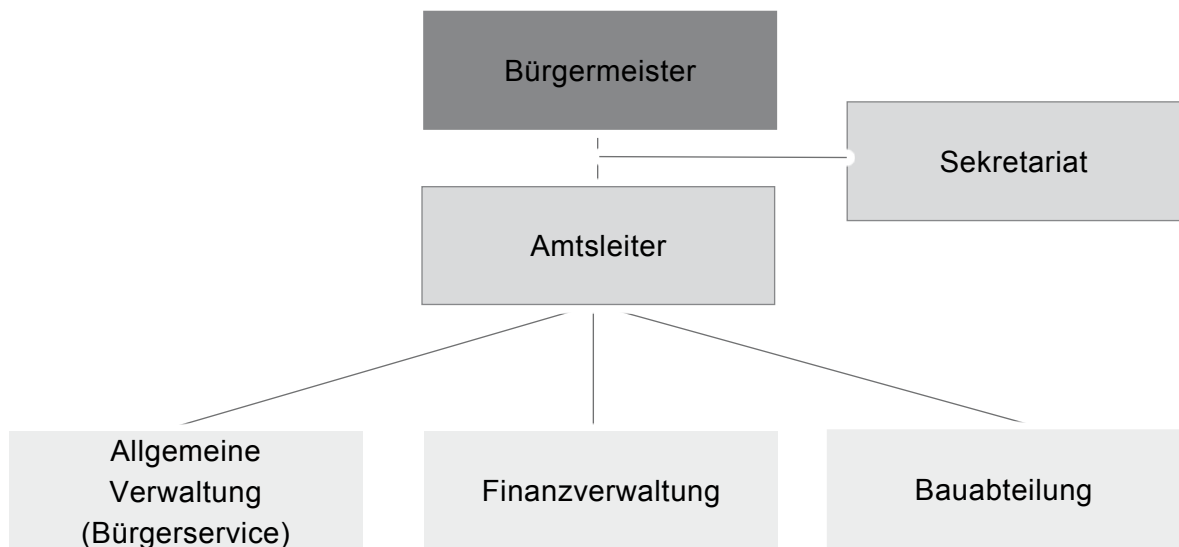 Bürgermeister
Sekretariat
Amtsleiter
Allgemeine
Verwaltung
(Bürgerservice)
Finanzverwaltung
Bauabteilung